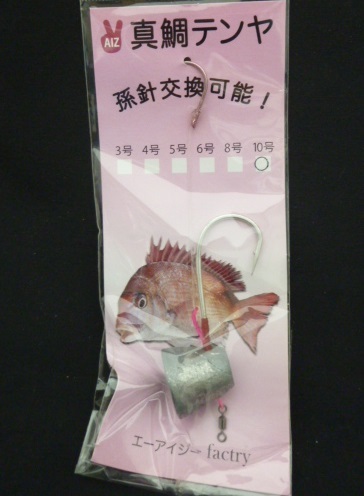 AIZ 真鯛テンヤ
孫針交換可能！
3号 4号 5号 6号 8号 10号
エーアイジー factry